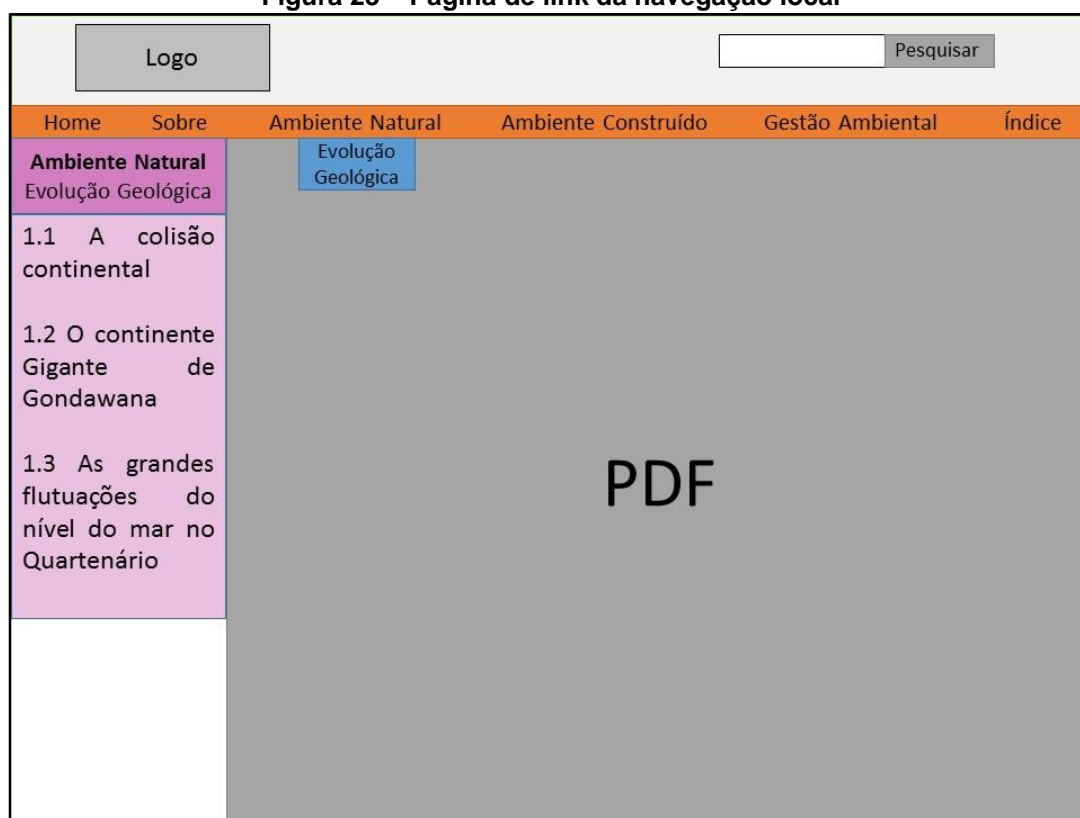 Figura – Página de link da navegação local
Logo
Pesquisar
Home Sobre Ambiente Natural Ambiente Construído Gestão Ambiental Índice
Evolução
Geológica
Ambiente Natural
Evolução Geológica
1.1 A colisão
continental
1.2 O continente
Gigante de
Gondawana
1.3 As grandes
flutuações do
nível do mar no
Quartenário
PDF